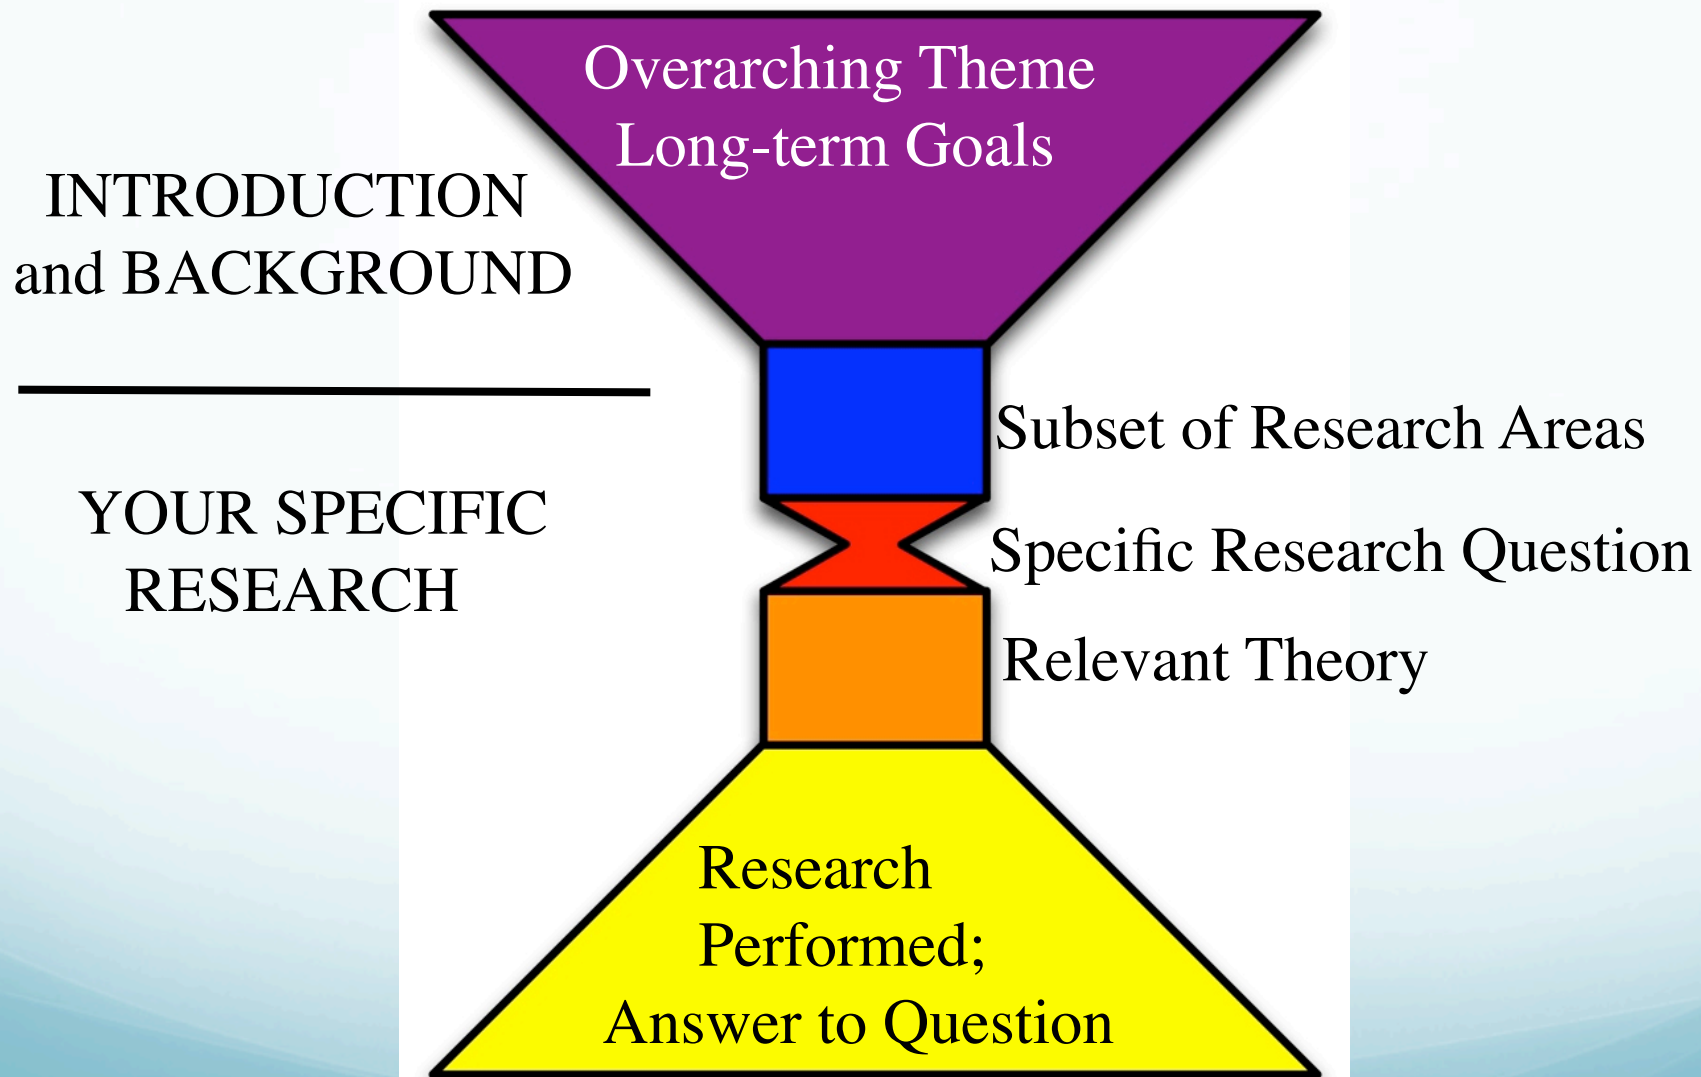 Overarching Theme
Long-term Goals
INTRODUCTION
and BACKGROUND
Subset of Research Areas
YOUR SPECIFIC
RESEARCH
Specific Research Question
Relevant Theory
Research
Performed;
Answer to Question